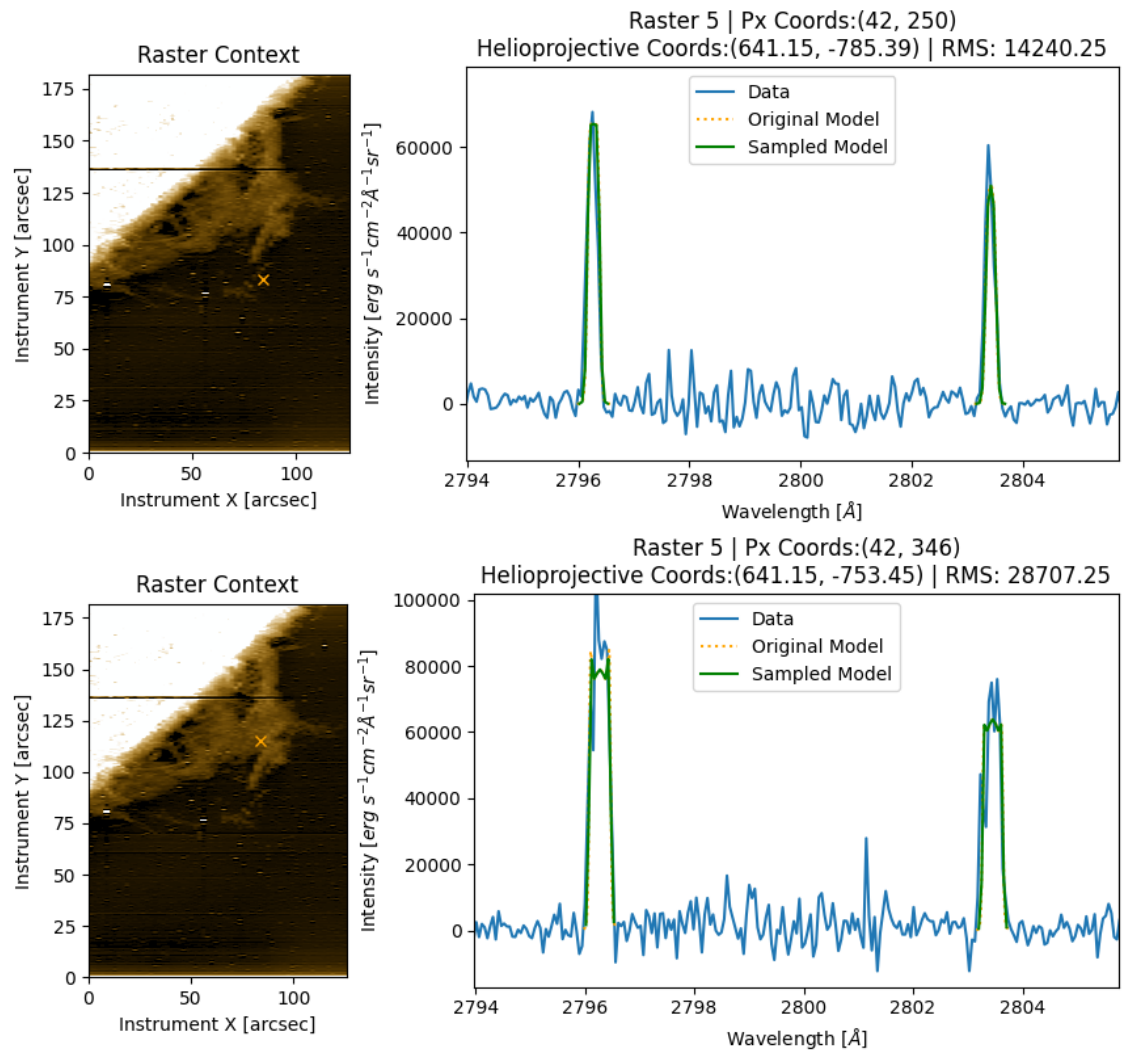 Raster 5 | Px Coords:(42, 250)
Helioprojective Coords:(641.15, -785.39) | RMS: 14240.25
Raster Context
Instrument Y [arcsec]
175
150
125
100
75
50
25
0
0 50 100
Instrument X [arcsec]
Intensity [erg s⁻¹cm⁻²Å⁻¹sr⁻¹]
60000
40000
20000
0
Data
Original Model
Sampled Model
2794 2796 2798 2800 2802 2804
Wavelength [Å]
Raster 5 | Px Coords:(42, 346)
Helioprojective Coords:(641.15, -753.45) | RMS: 28707.25
Raster Context
Instrument Y [arcsec]
175
150
125
100
75
50
25
0
0 50 100
Instrument X [arcsec]
Intensity [erg s⁻¹cm⁻²Å⁻¹sr⁻¹]
100000
80000
60000
40000
20000
0
Data
Original Model
Sampled Model
2794 2796 2798 2800 2802 2804
Wavelength [Å]